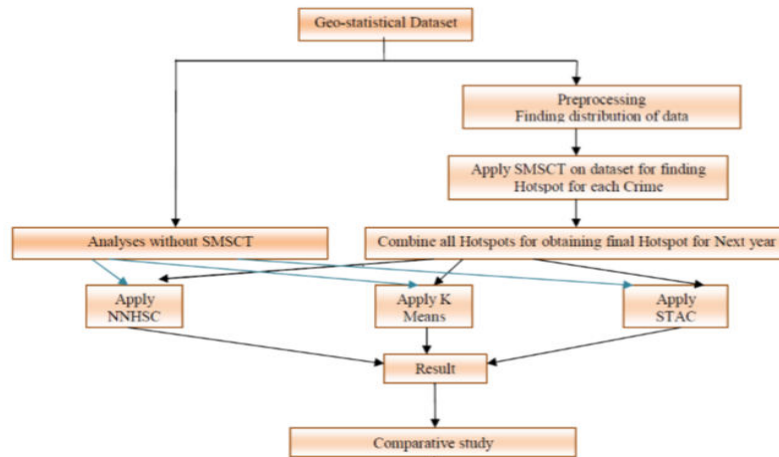 Geo-statistical Dataset
Preprocessing
Finding distribution of data
Apply SMSCT on dataset for finding
Hotspot for each Crime
Analyses without SMSCT
Combine all Hotspots for obtaining final Hotspot for Next year
Apply
NNHSC
Apply K
Means
Apply
STAC
Result
Comparative study